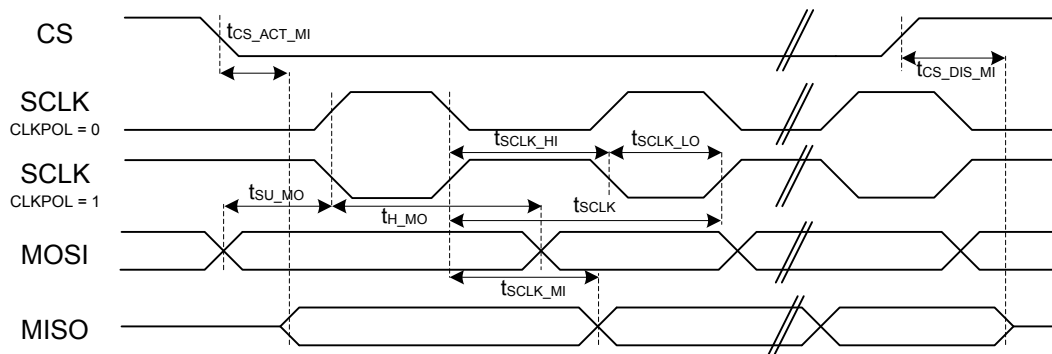 CS
tCS_ACT_MI
tCS_DIS_MI
SCLK
CLKPOL = 0
tSCLK_HI
tSCLK_LO
SCLK
CLKPOL = 1
tSU_MO
tH_MO
tSCLK
MOSI
tSCLK_MI
MISO